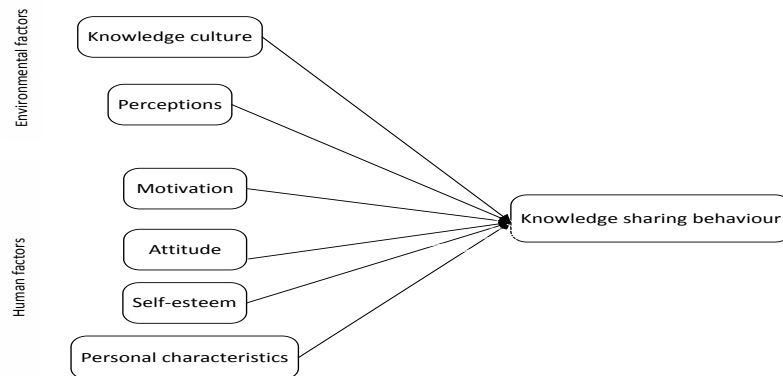 Environmental factors
Knowledge culture
Perceptions
Human factors
Motivation
Attitude
Self-esteem
Personal characteristics
Knowledge sharing behaviour